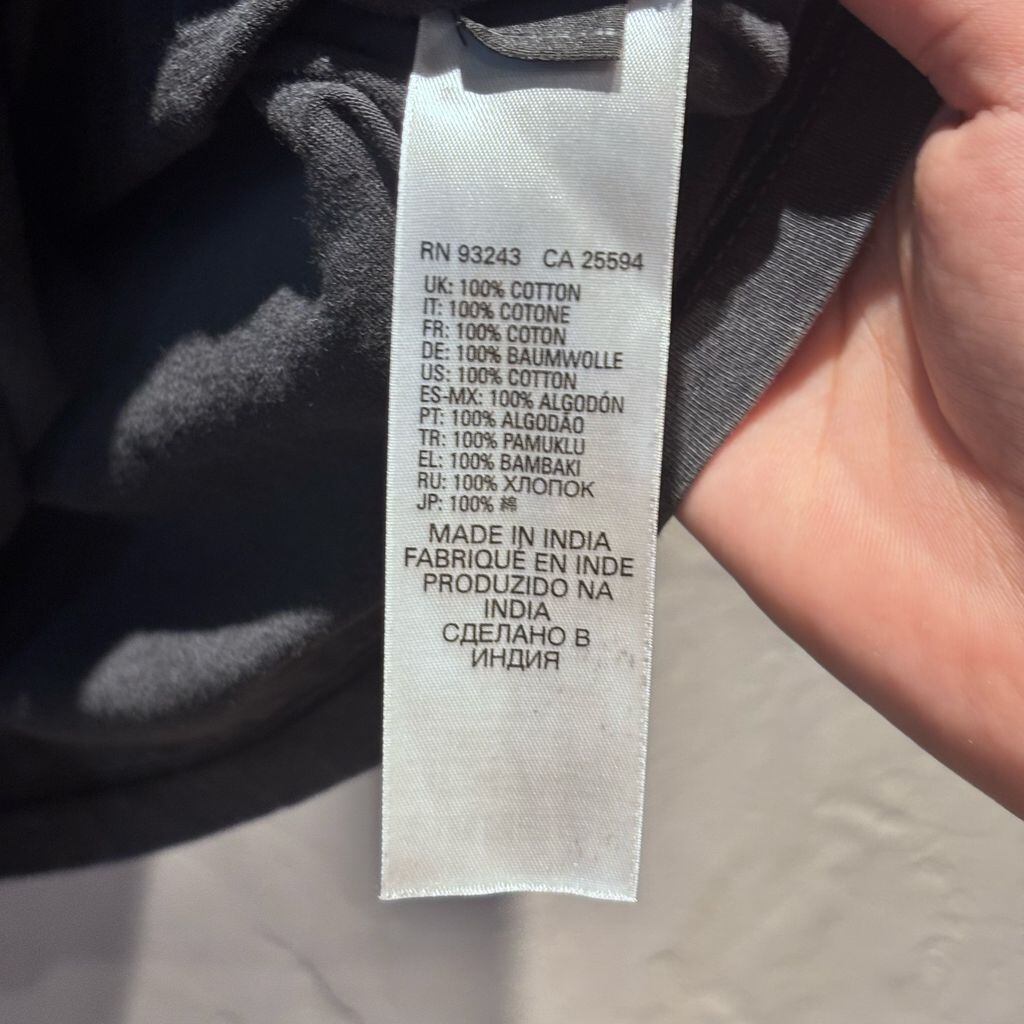 RN 93243 CA 25594
UK: 100% COTTON
IT: 100% COTONE
FR: 100% COTON
DE: 100% BAUMWOLLE
US: 100% COTTON
ES-MX: 100% ALGODÓN
PT: 100% ALGODÃO
TR: 100% PAMUKLU
EL: 100% BAMBAKI
RU: 100% ХЛОПОК
JP: 100% 綿
MADE IN INDIA
FABRIQUÉ EN INDE
PRODUZIDO NA
INDIA
СДЕЛАНО В
ИНДИЯ